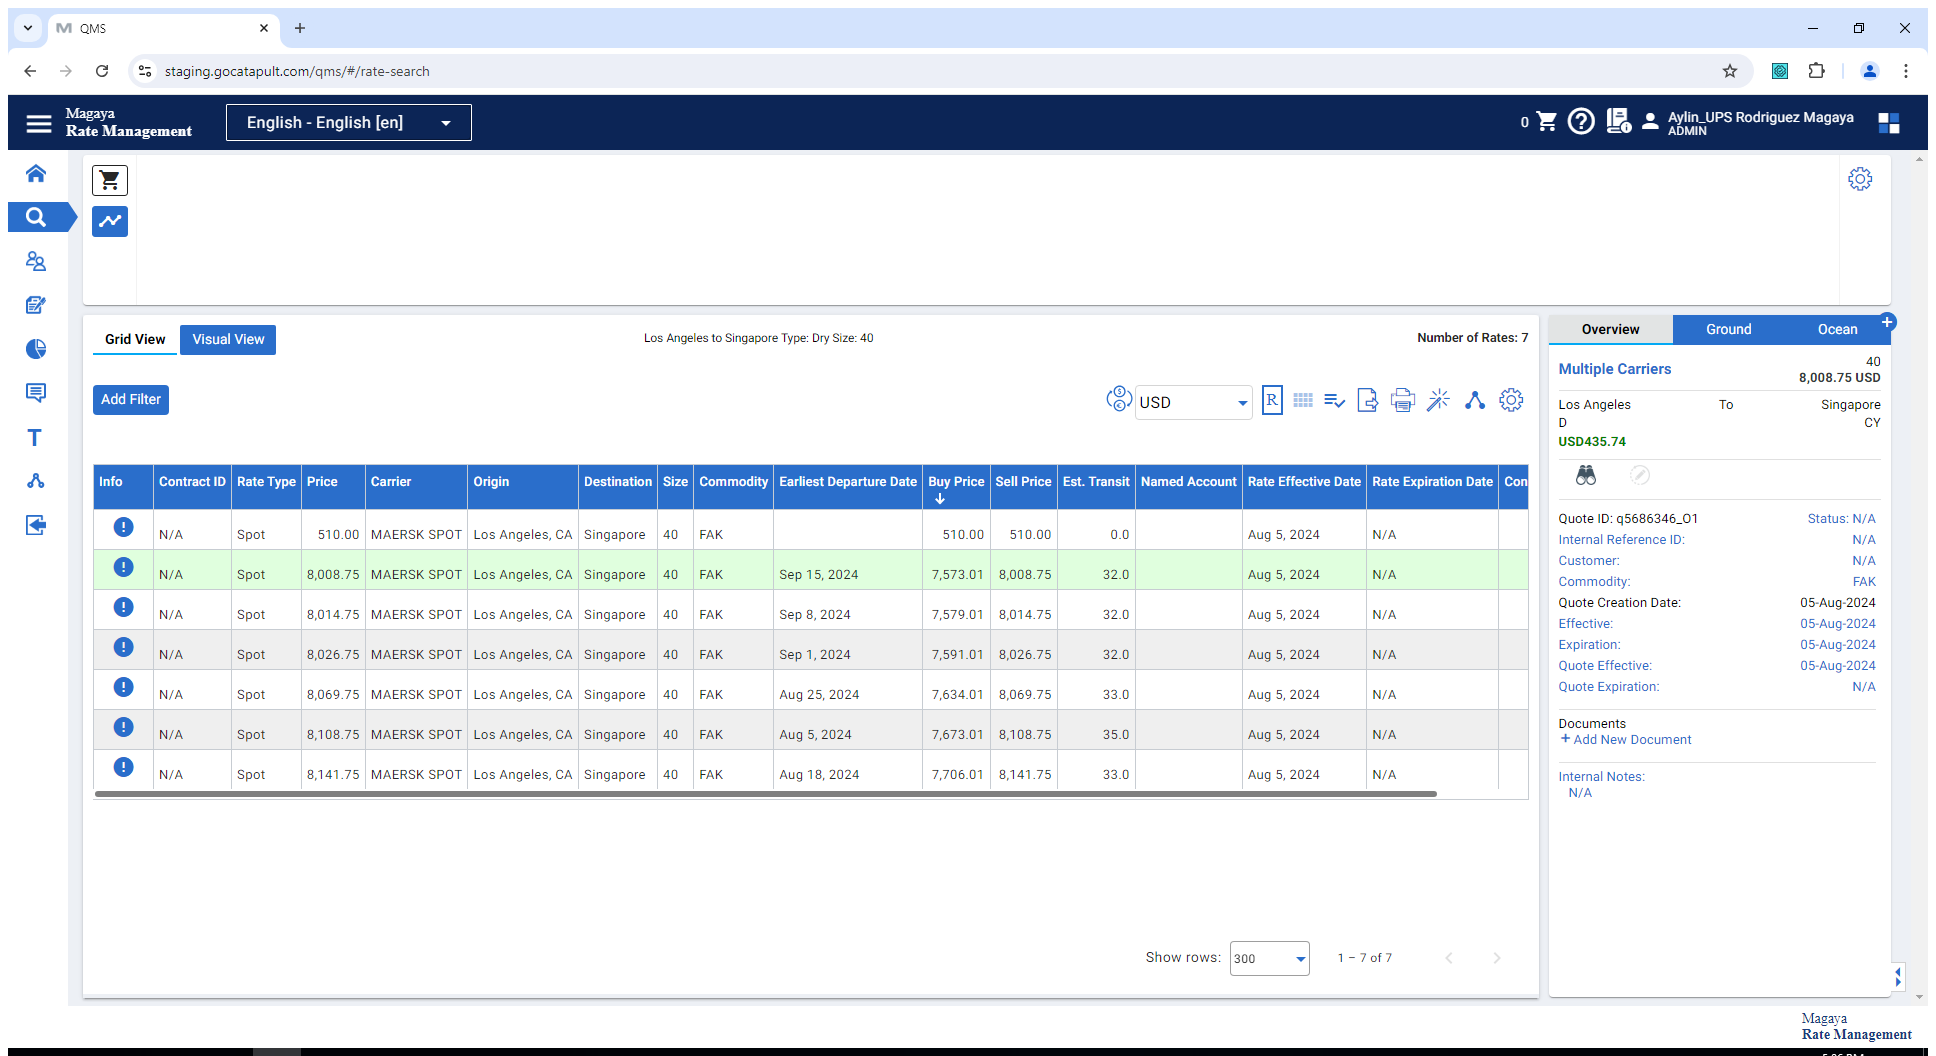 QMS
staging.gocatapult.com/qms/#/rate-search
Magaya
Rate Management
English - English [en]
0
Aylin_UPS Rodriguez Magaya
ADMIN
Grid View
Visual View
Los Angeles to Singapore Type: Dry Size: 40
Number of Rates: 7
Add Filter
USD
R
Info Contract ID Rate Type Price Carrier Origin Destination Size Commodity Earliest Departure Date Buy Price Sell Price Est. Transit Named Account Rate Effective Date Rate Expiration Date Con
N/A Spot 510.00 MAERSK SPOT Los Angeles, CA Singapore 40 FAK 510.00 510.00 0.0 Aug 5, 2024 N/A
N/A Spot 8,008.75 MAERSK SPOT Los Angeles, CA Singapore 40 FAK Sep 15, 2024 7,573.01 8,008.75 32.0 Aug 5, 2024 N/A
N/A Spot 8,014.75 MAERSK SPOT Los Angeles, CA Singapore 40 FAK Sep 8, 2024 7,579.01 8,014.75 32.0 Aug 5, 2024 N/A
N/A Spot 8,026.75 MAERSK SPOT Los Angeles, CA Singapore 40 FAK Sep 1, 2024 7,591.01 8,026.75 32.0 Aug 5, 2024 N/A
N/A Spot 8,069.75 MAERSK SPOT Los Angeles, CA Singapore 40 FAK Aug 25, 2024 7,634.01 8,069.75 33.0 Aug 5, 2024 N/A
N/A Spot 8,108.75 MAERSK SPOT Los Angeles, CA Singapore 40 FAK Aug 5, 2024 7,673.01 8,108.75 35.0 Aug 5, 2024 N/A
N/A Spot 8,141.75 MAERSK SPOT Los Angeles, CA Singapore 40 FAK Aug 18, 2024 7,706.01 8,141.75 33.0 Aug 5, 2024 N/A
Show rows: 300 1 – 7 of 7
Overview Ground Ocean
Multiple Carriers 40
8,008.75 USD
Los Angeles To Singapore
D CY
USD435.74
Quote ID: q5686346_O1 Status: N/A
Internal Reference ID: N/A
Customer: N/A
Commodity: FAK
Quote Creation Date: 05-Aug-2024
Effective: 05-Aug-2024
Expiration: 05-Aug-2024
Quote Effective: 05-Aug-2024
Quote Expiration: N/A
Documents
+ Add New Document
Internal Notes:
N/A
Magaya
Rate Management